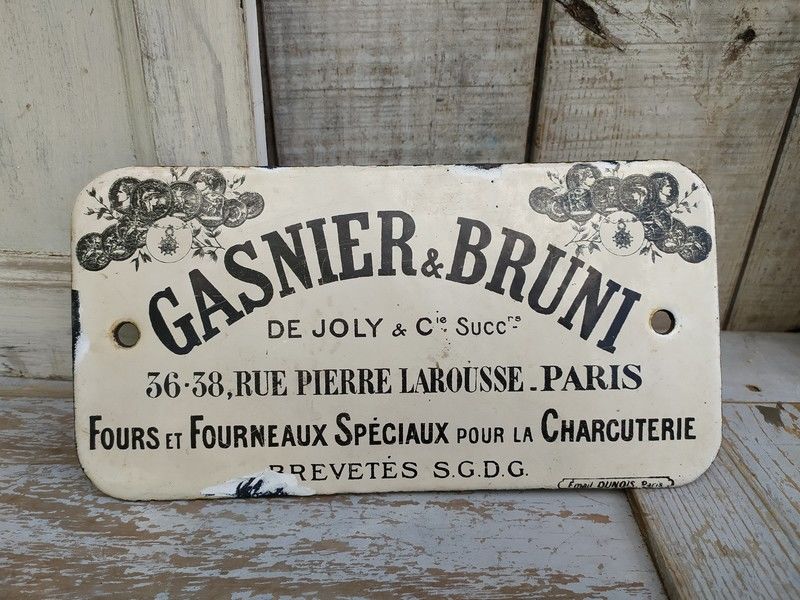 GASNIER & BRUNI
DE JOLY & Cie Succrs
36-38, RUE PIERRE LAROUSSE - PARIS
FOURS ET FOURNEAUX SPÉCIAUX POUR LA CHARCUTERIE
BREVETÉS S.G.D.G.
Émail DUNOIS, Paris